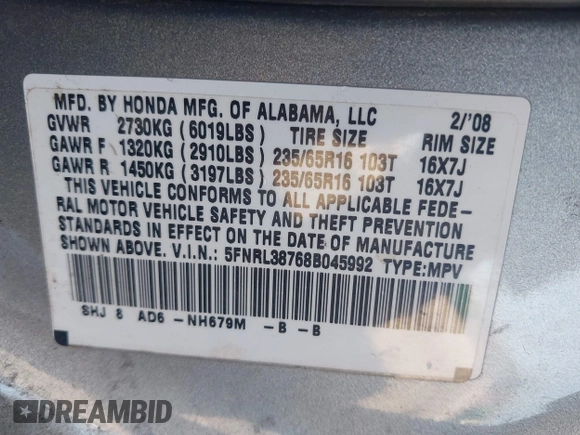 MFD. BY HONDA MFG. OF ALABAMA, LLC 2/'08
GVWR 2730KG (6019LBS) TIRE SIZE RIM SIZE
GAWR F 1320KG (2910LBS) 235/65R16 103T 16X7J
GAWR R 1450KG (3197LBS) 235/65R16 103T 16X7J
THIS VEHICLE CONFORMS TO ALL APPLICABLE FEDE-
RAL MOTOR VEHICLE SAFETY AND THEFT PREVENTION
STANDARDS IN EFFECT ON THE DATE OF MANUFACTURE
SHOWN ABOVE. V.I.N.: 5FNRL38768B045992 TYPE:MPV
SHJ 8 AD6 -NH679M -B -B
DREAMBID